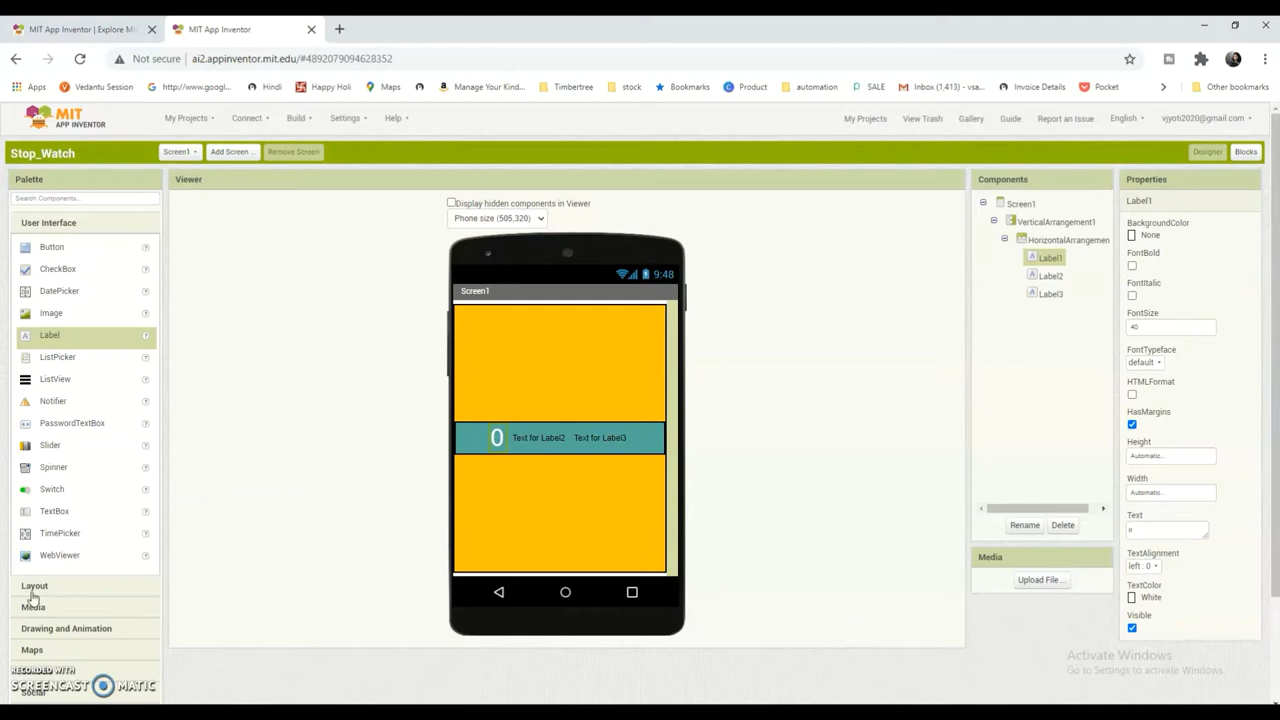 MIT App Inventor | Explore Mi
MIT App Inventor
Not secure | ai2.appinventor.mit.edu/#4892079094628352
Apps
Vedantu Session
http://www.googl...
Hindi
Happy Holi
Maps
Manage Your Kind...
Timbertree
stock
Bookmarks
Product
automation
SALE
Inbox (1,413) - vsa...
Invoice Details
Pocket
Other bookmarks
MIT
APP INVENTOR
My Projects
Connect
Build
Settings
Help
My Projects
View Trash
Gallery
Guide
Report an Issue
English
vjyoti2020@gmail.com
Stop_Watch
Screen1
Add Screen ...
Remove Screen
Designer
Blocks
Palette
Search Components...
User Interface
Button
CheckBox
DatePicker
Image
Label
ListPicker
ListView
Notifier
PasswordTextBox
Slider
Spinner
Switch
TextBox
TimePicker
WebViewer
Layout
Media
Drawing and Animation
Maps
Social
RECORDED WITH
SCREENCAST MATIC
Viewer
Display hidden components in Viewer
Phone size (505,320)
9:48
Screen1
0 Text for Label2 Text for Label3
Components
Screen1
VerticalArrangement1
HorizontalArrangemen
Label1
Label2
Label3
Rename
Delete
Media
Upload File ...
Properties
Label1
BackgroundColor
None
FontBold
FontItalic
FontSize
40
FontTypeface
default
HTMLFormat
HasMargins
Height
Automatic...
Width
Automatic...
Text
TextAlignment
left : 0
TextColor
White
Visible
Activate Windows
Go to Settings to activate Windows.